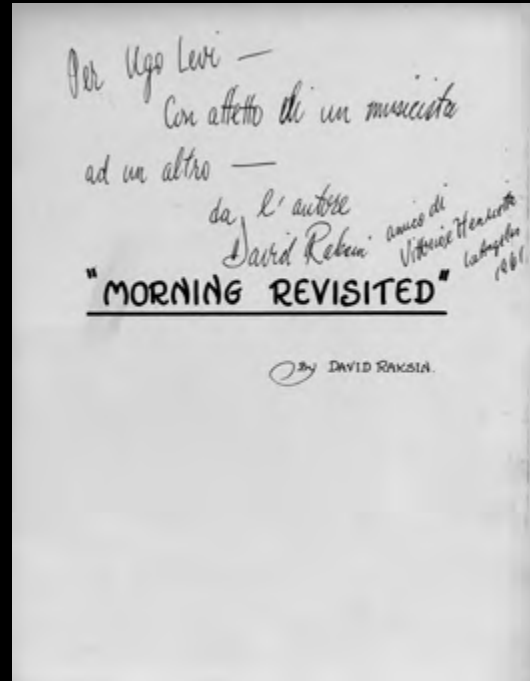 Per Ugo Levi —
Con affetto di un musicista
ad un altro —
da l'autore
David Raksin
amico di
Vittorio e Henriette
Los Angeles
1961.
"MORNING REVISITED"
By DAVID RAKSIN.